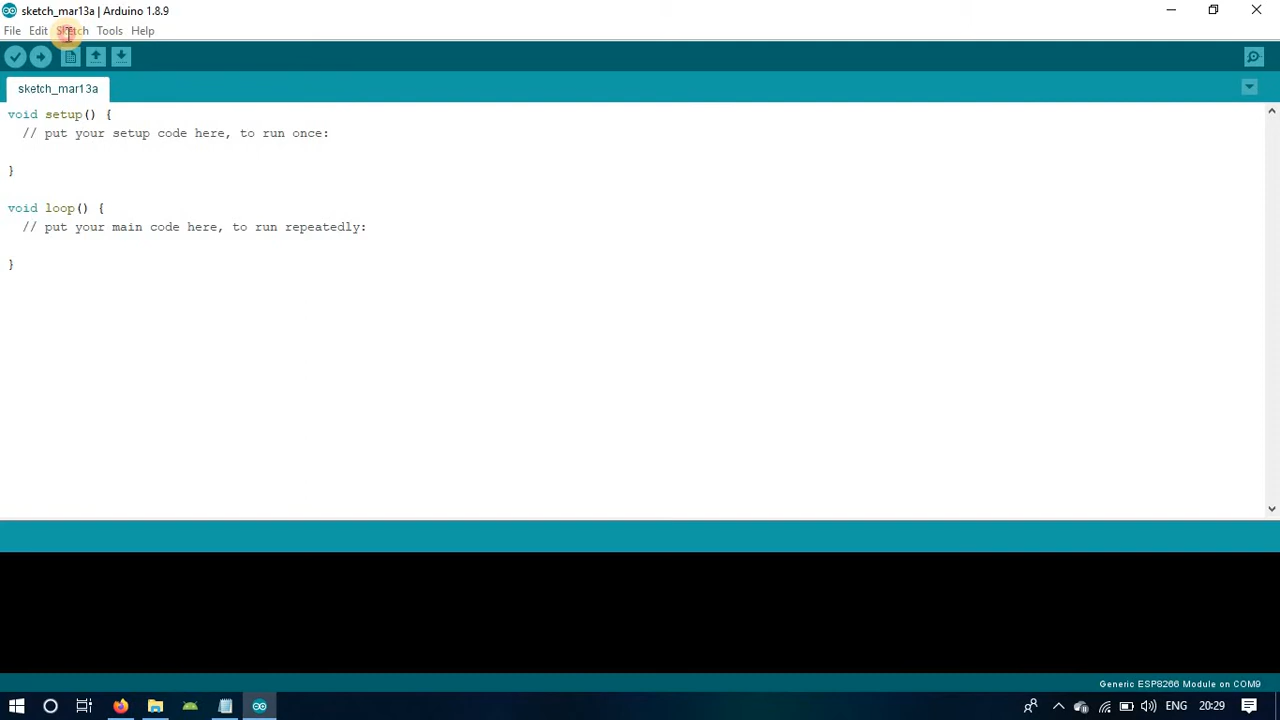 sketch_mar13a | Arduino 1.8.9
File Edit Sketch Tools Help
sketch_mar13a
void setup() {
// put your setup code here, to run once:
}
void loop() {
// put your main code here, to run repeatedly:
}
Generic ESP8266 Module on COM9
ENG 20:29